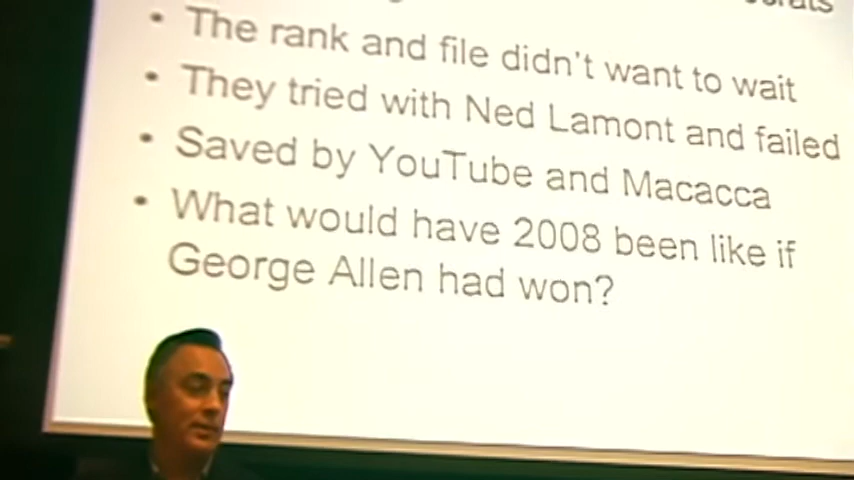 • The rank and file didn't want to wait
• They tried with Ned Lamont and failed
• Saved by YouTube and Macacca
• What would have 2008 been like if
George Allen had won?